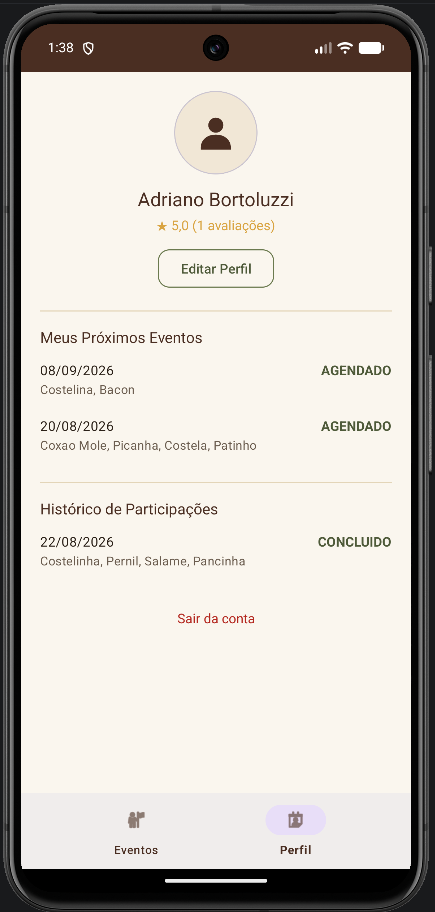 1:38
Adriano Bortoluzzi
★ 5,0 (1 avaliações)
Editar Perfil
Meus Próximos Eventos
08/09/2026 AGENDADO
Costelina, Bacon
20/08/2026 AGENDADO
Coxao Mole, Picanha, Costela, Patinho
Histórico de Participações
22/08/2026 CONCLUIDO
Costelinha, Pernil, Salame, Pancinha
Sair da conta
Eventos Perfil